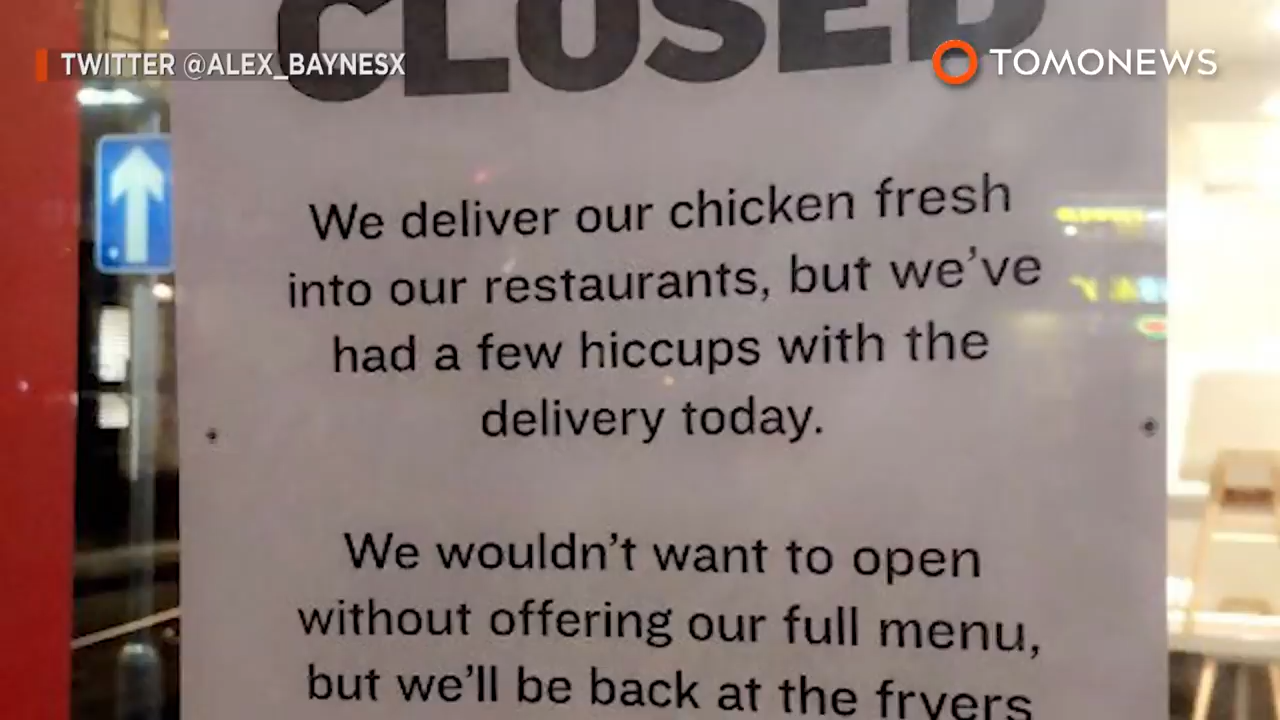 CLOSED
TWITTER @ALEX_BAYNESX
TOMONEWS
We deliver our chicken fresh
into our restaurants, but we've
had a few hiccups with the
delivery today.
We wouldn't want to open
without offering our full menu,
but we'll be back at the fryers